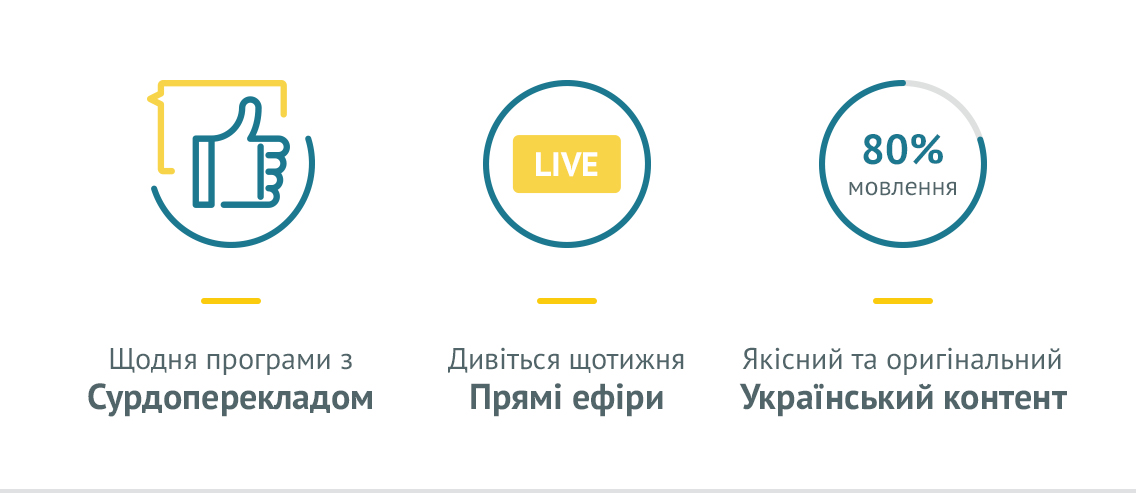 LIVE
80%
мовлення
Щодня програми з
Сурдоперекладом
Дивіться щотижня
Прямі ефіри
Якісний та оригінальний
Український контент